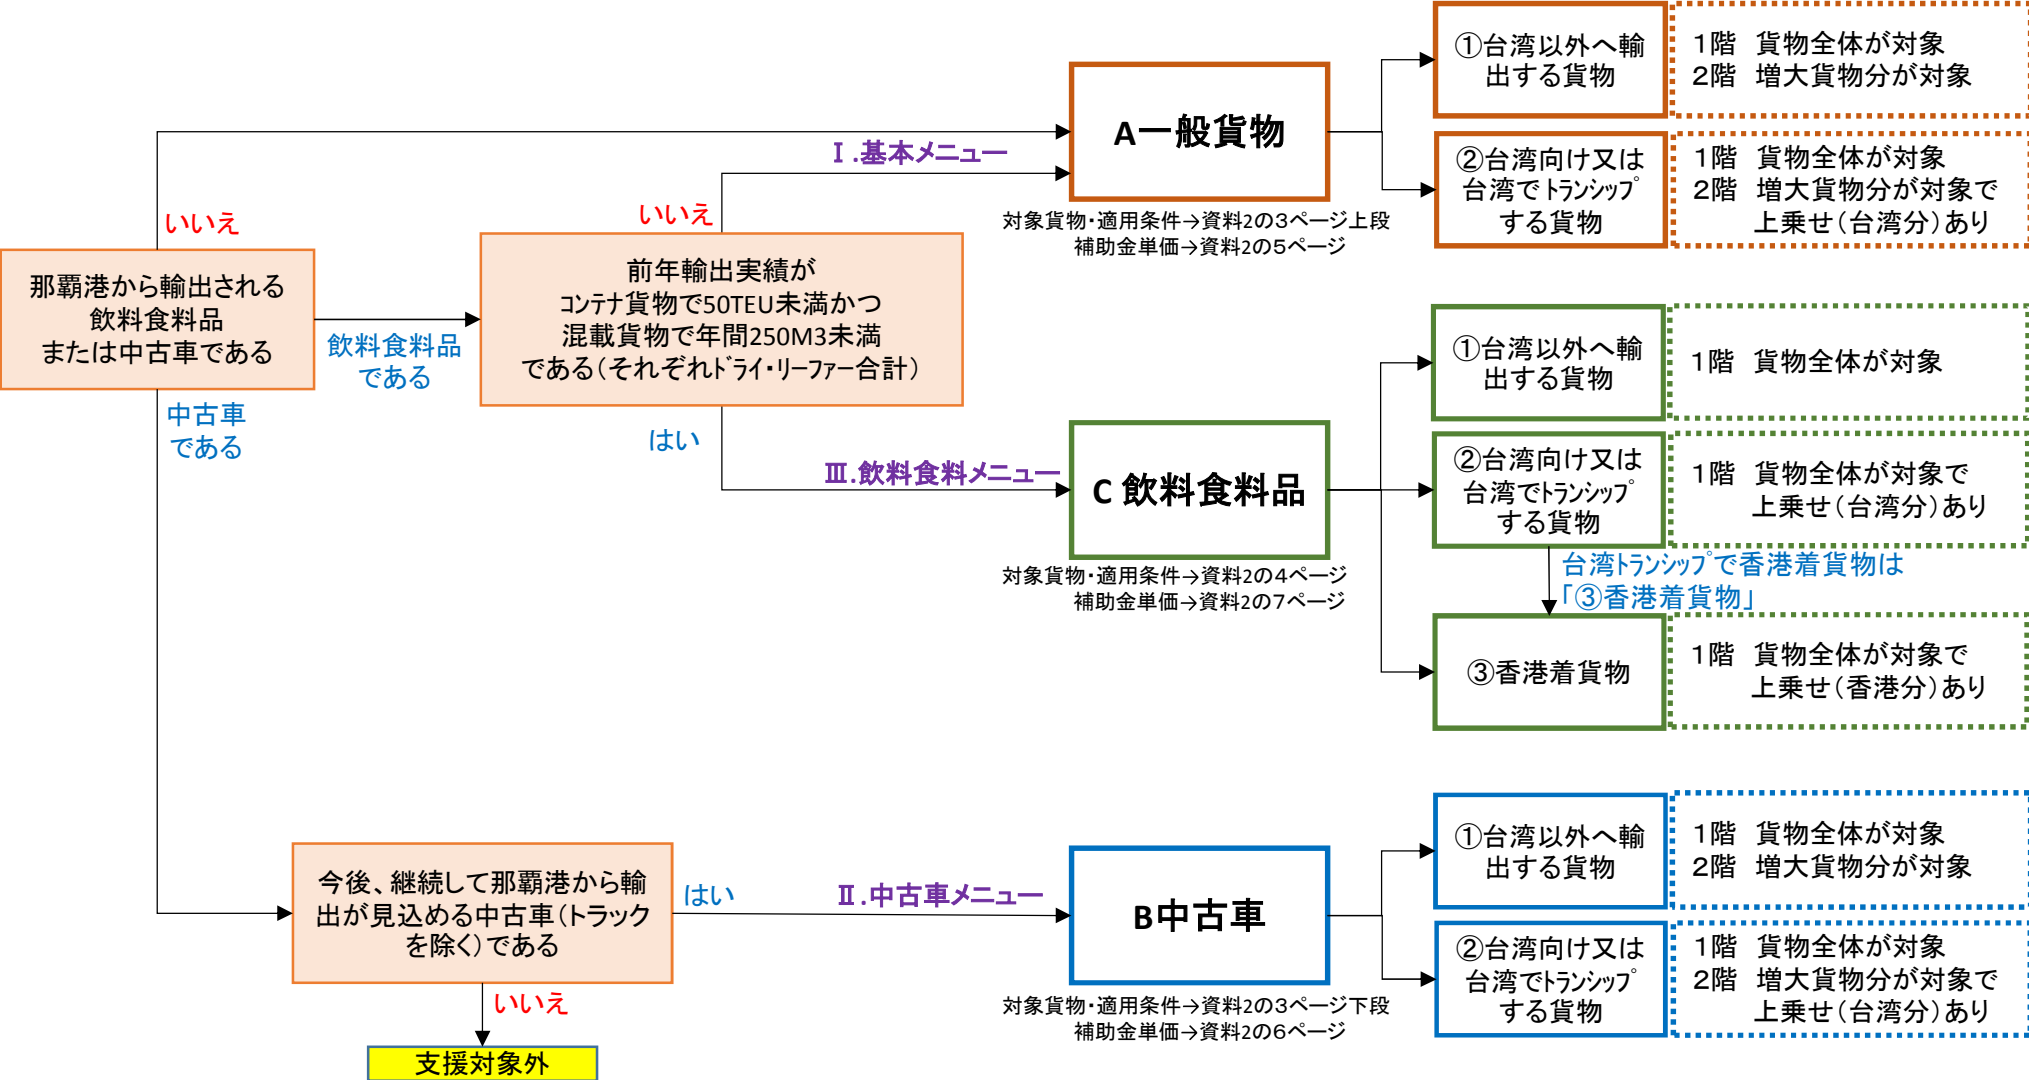 那覇港から輸出される
飲料食料品
または中古車である
いいえ
飲料食料品
である
中古車
である
前年輸出実績が
コンテナ貨物で50TEU未満かつ
混載貨物で年間250M3未満
である（それぞれドライ・リーファー合計）
いいえ
はい
Ⅰ.基本メニュー
A一般貨物
対象貨物・適用条件→資料2の3ページ上段
補助金単価→資料2の5ページ
①台湾以外へ輸
出する貨物
1階　貨物全体が対象
2階　増大貨物分が対象
②台湾向け又は
台湾でトランシップ
する貨物
1階　貨物全体が対象
2階　増大貨物分が対象で
上乗せ（台湾分）あり
Ⅲ.飲料食料メニュー
C 飲料食料品
対象貨物・適用条件→資料2の4ページ
補助金単価→資料2の7ページ
①台湾以外へ輸
出する貨物
1階　貨物全体が対象
②台湾向け又は
台湾でトランシップ
する貨物
1階　貨物全体が対象で
上乗せ（台湾分）あり
台湾トランシップで香港着貨物は
「③香港着貨物」
③香港着貨物
1階　貨物全体が対象で
上乗せ（香港分）あり
今後、継続して那覇港から輸
出が見込める中古車（トラック
を除く）である
はい
いいえ
支援対象外
Ⅱ.中古車メニュー
B中古車
対象貨物・適用条件→資料2の3ページ下段
補助金単価→資料2の6ページ
①台湾以外へ輸
出する貨物
1階　貨物全体が対象
2階　増大貨物分が対象
②台湾向け又は
台湾でトランシップ
する貨物
1階　貨物全体が対象
2階　増大貨物分が対象で
上乗せ（台湾分）あり